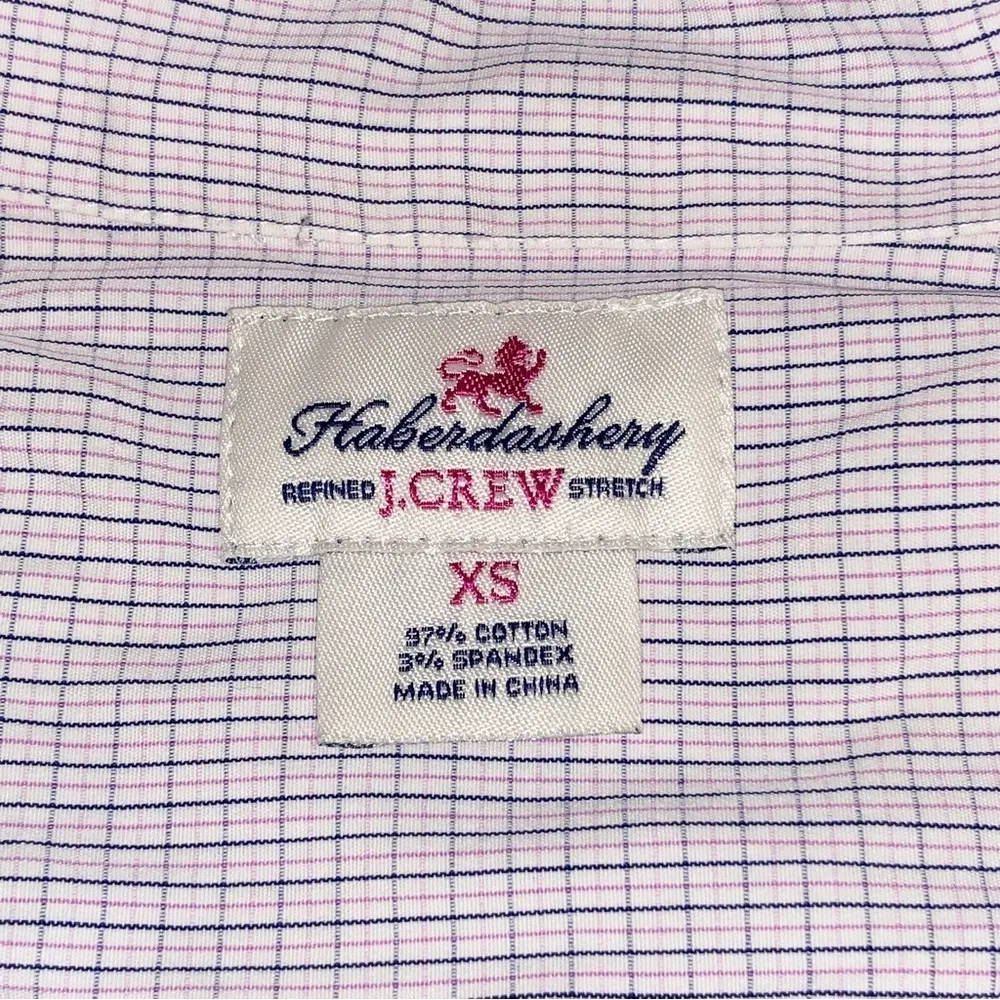 Haberdashery
REFINED J.CREW STRETCH
XS
97% COTTON
3% SPANDEX
MADE IN CHINA